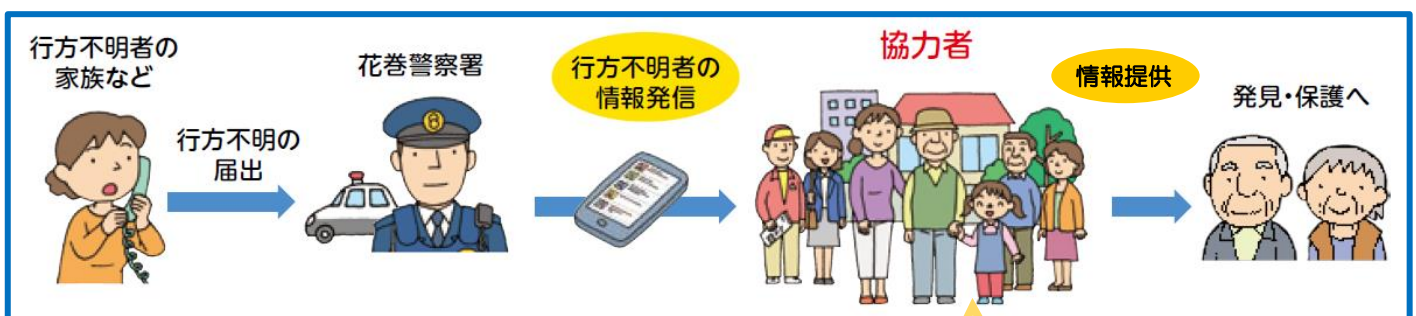 行方不明者の
家族など
行方不明の
届出
花巻警察署
行方不明者の
情報発信
協力者
情報提供
発見・保護へ